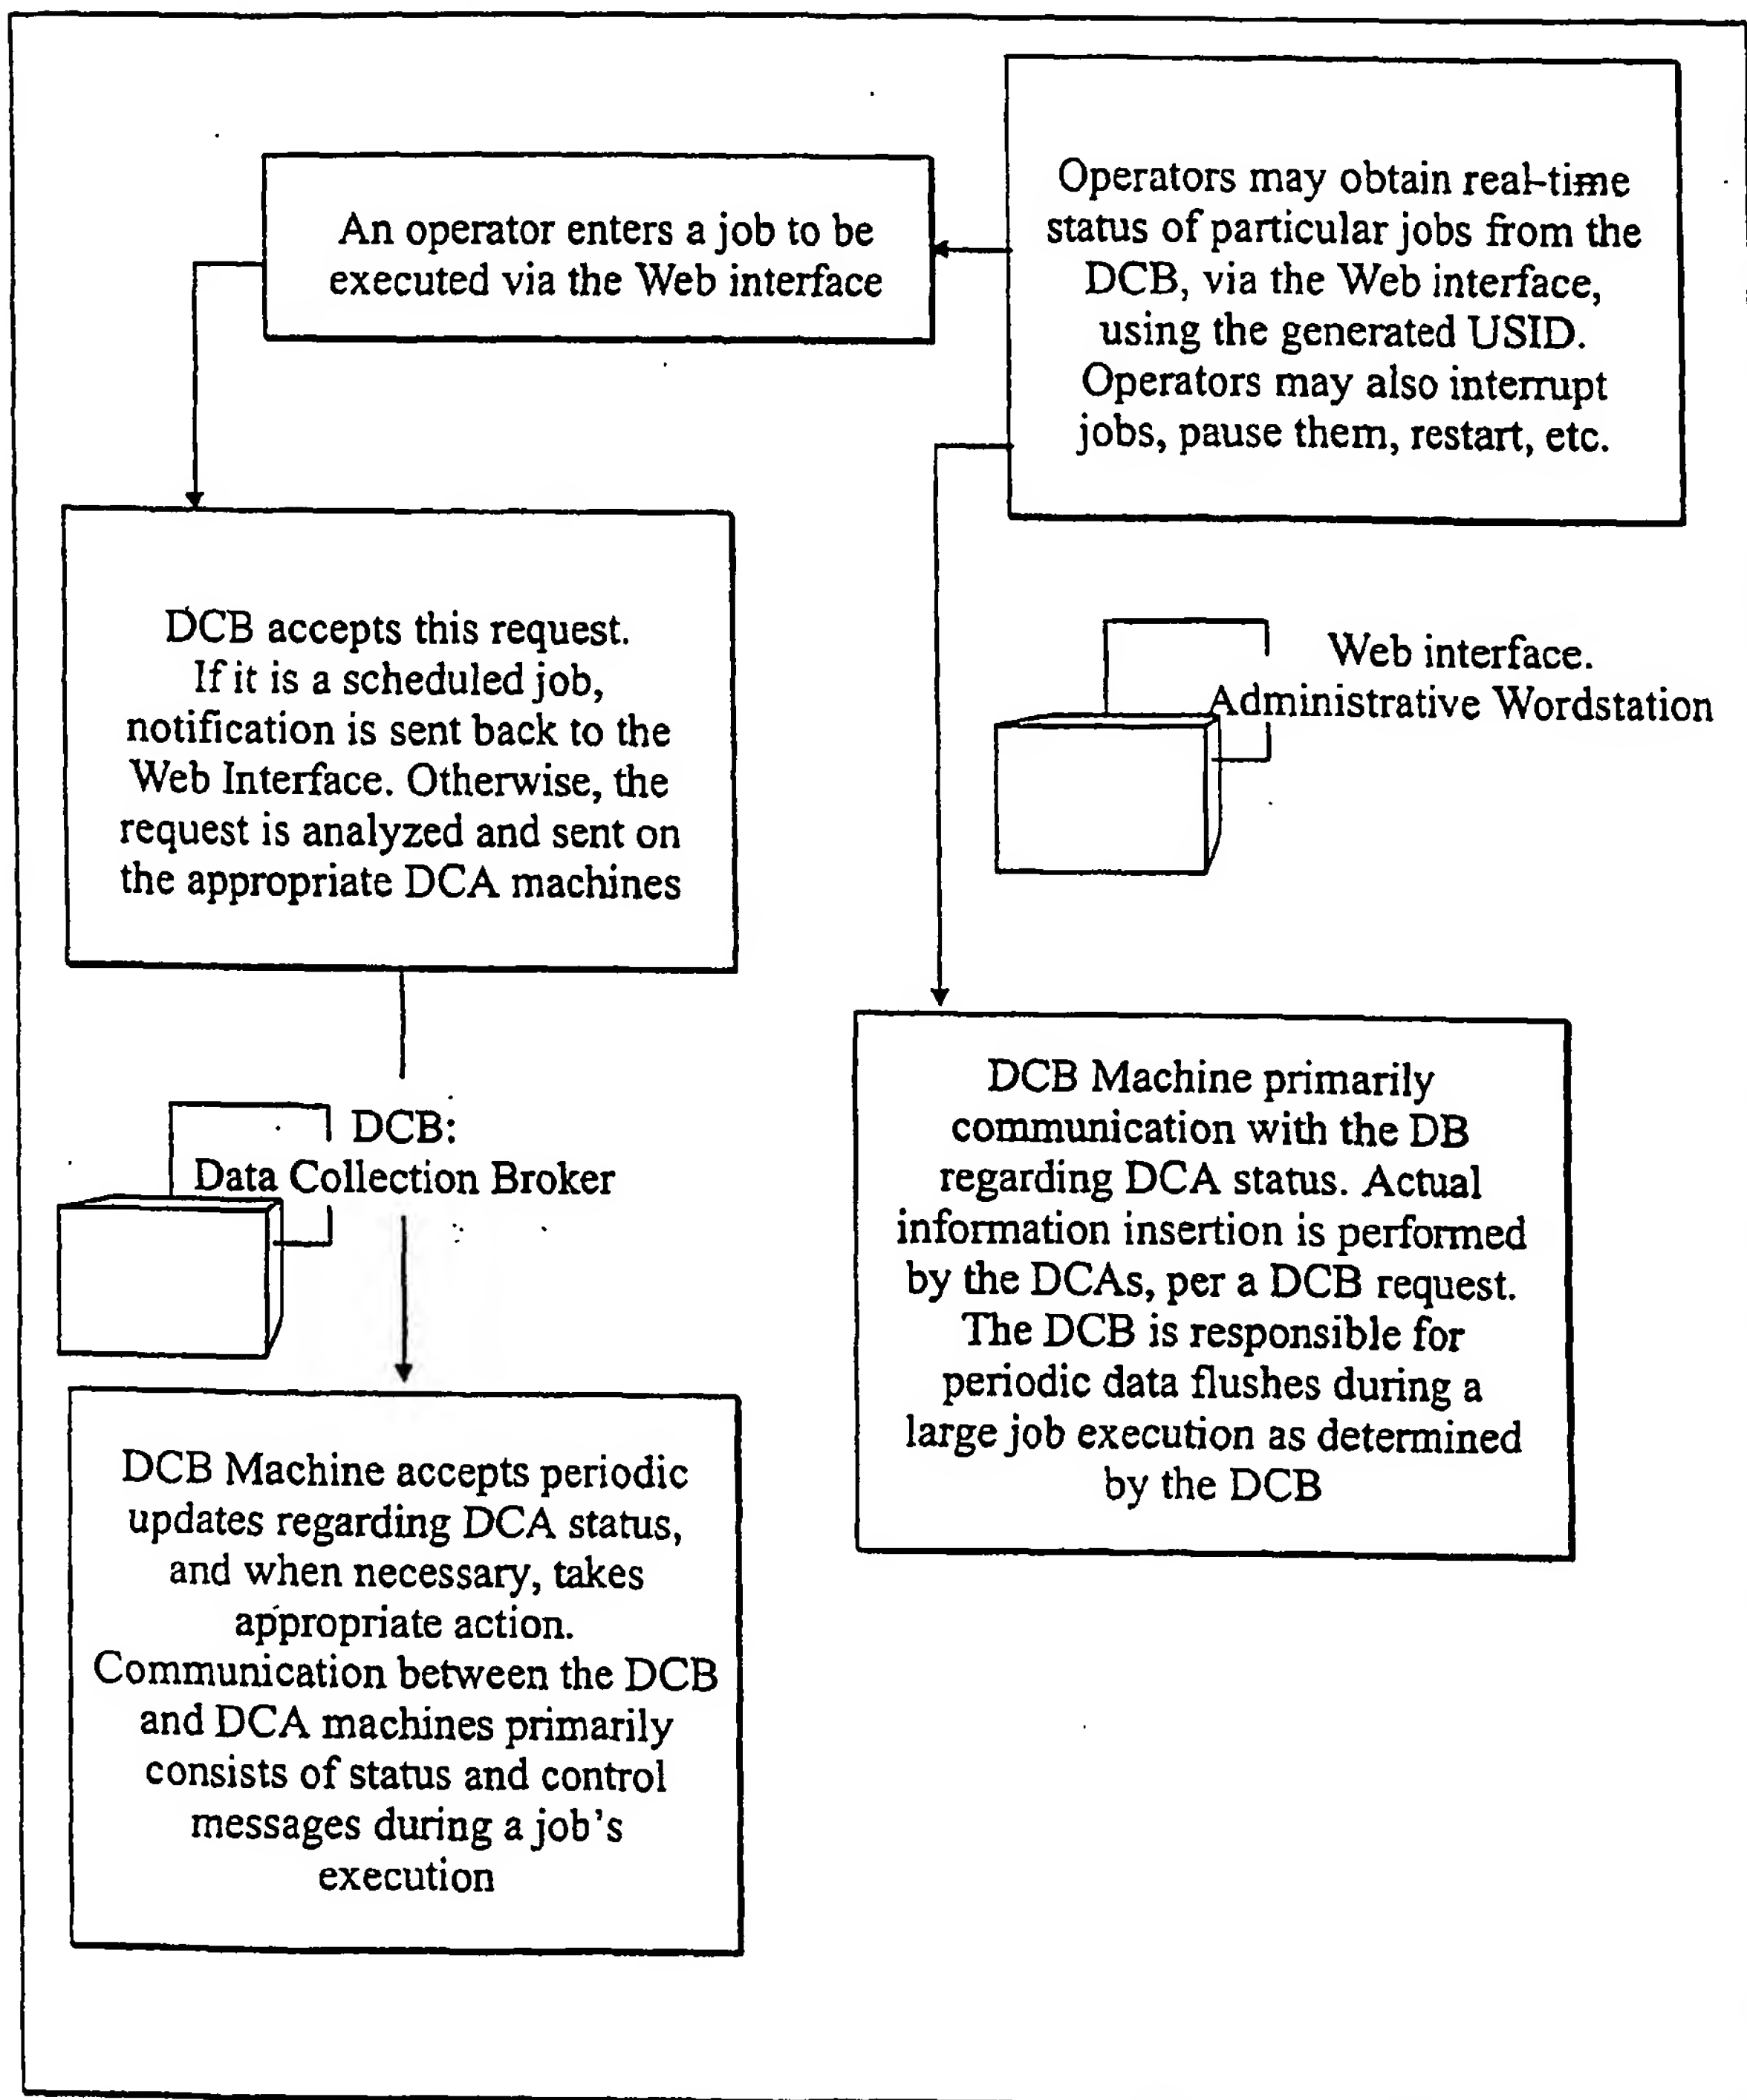 An operator enters a job to be
executed via the Web interface
Operators may obtain real-time
status of particular jobs from the
DCB, via the Web interface,
using the generated USID.
Operators may also interrupt
jobs, pause them, restart, etc.
DCB accepts this request.
If it is a scheduled job,
notification is sent back to the
Web Interface. Otherwise, the
request is analyzed and sent on
the appropriate DCA machines
Web interface.
Administrative Wordstation
DCB:
Data Collection Broker
DCB Machine primarily
communication with the DB
regarding DCA status. Actual
information insertion is performed
by the DCAs, per a DCB request.
The DCB is responsible for
periodic data flushes during a
large job execution as determined
by the DCB
DCB Machine accepts periodic
updates regarding DCA status,
and when necessary, takes
appropriate action.
Communication between the DCB
and DCA machines primarily
consists of status and control
messages during a job's
execution